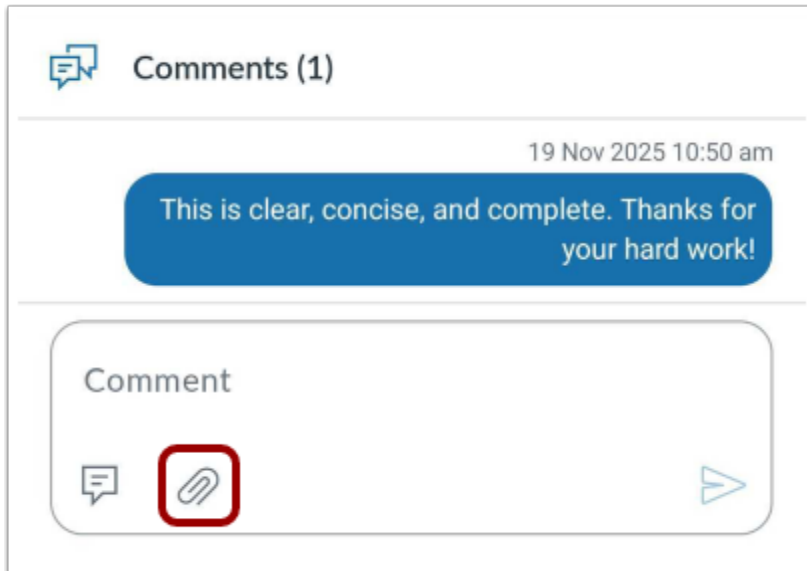 Comments (1)
19 Nov 2025 10:50 am
This is clear, concise, and complete. Thanks for
your hard work!
Comment